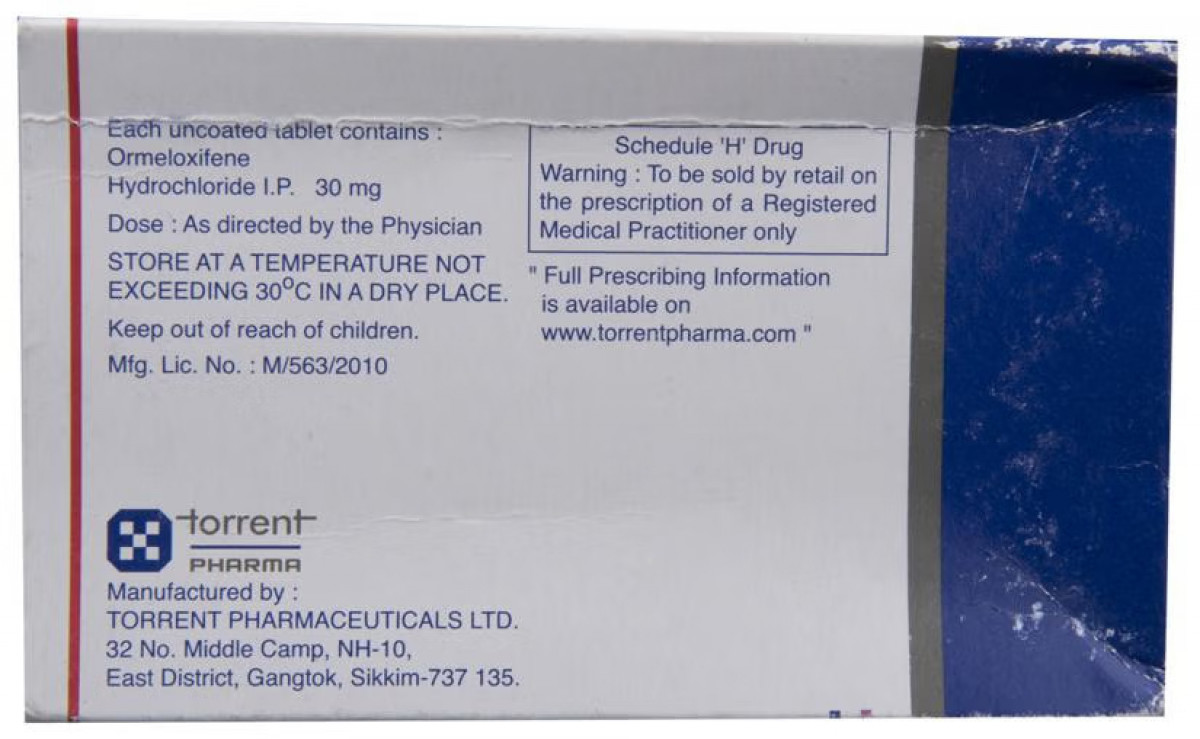 Each uncoated tablet contains :
Ormeloxifene
Hydrochloride I.P. 30 mg
Dose : As directed by the Physician
STORE AT A TEMPERATURE NOT
EXCEEDING 30°C IN A DRY PLACE.
Keep out of reach of children.
Mfg. Lic. No. : M/563/2010
Schedule 'H' Drug
Warning : To be sold by retail on
the prescription of a Registered
Medical Practitioner only
" Full Prescribing Information
is available on
www.torrentpharma.com "
torrent
PHARMA
Manufactured by :
TORRENT PHARMACEUTICALS LTD.
32 No. Middle Camp, NH-10,
East District, Gangtok, Sikkim-737 135.